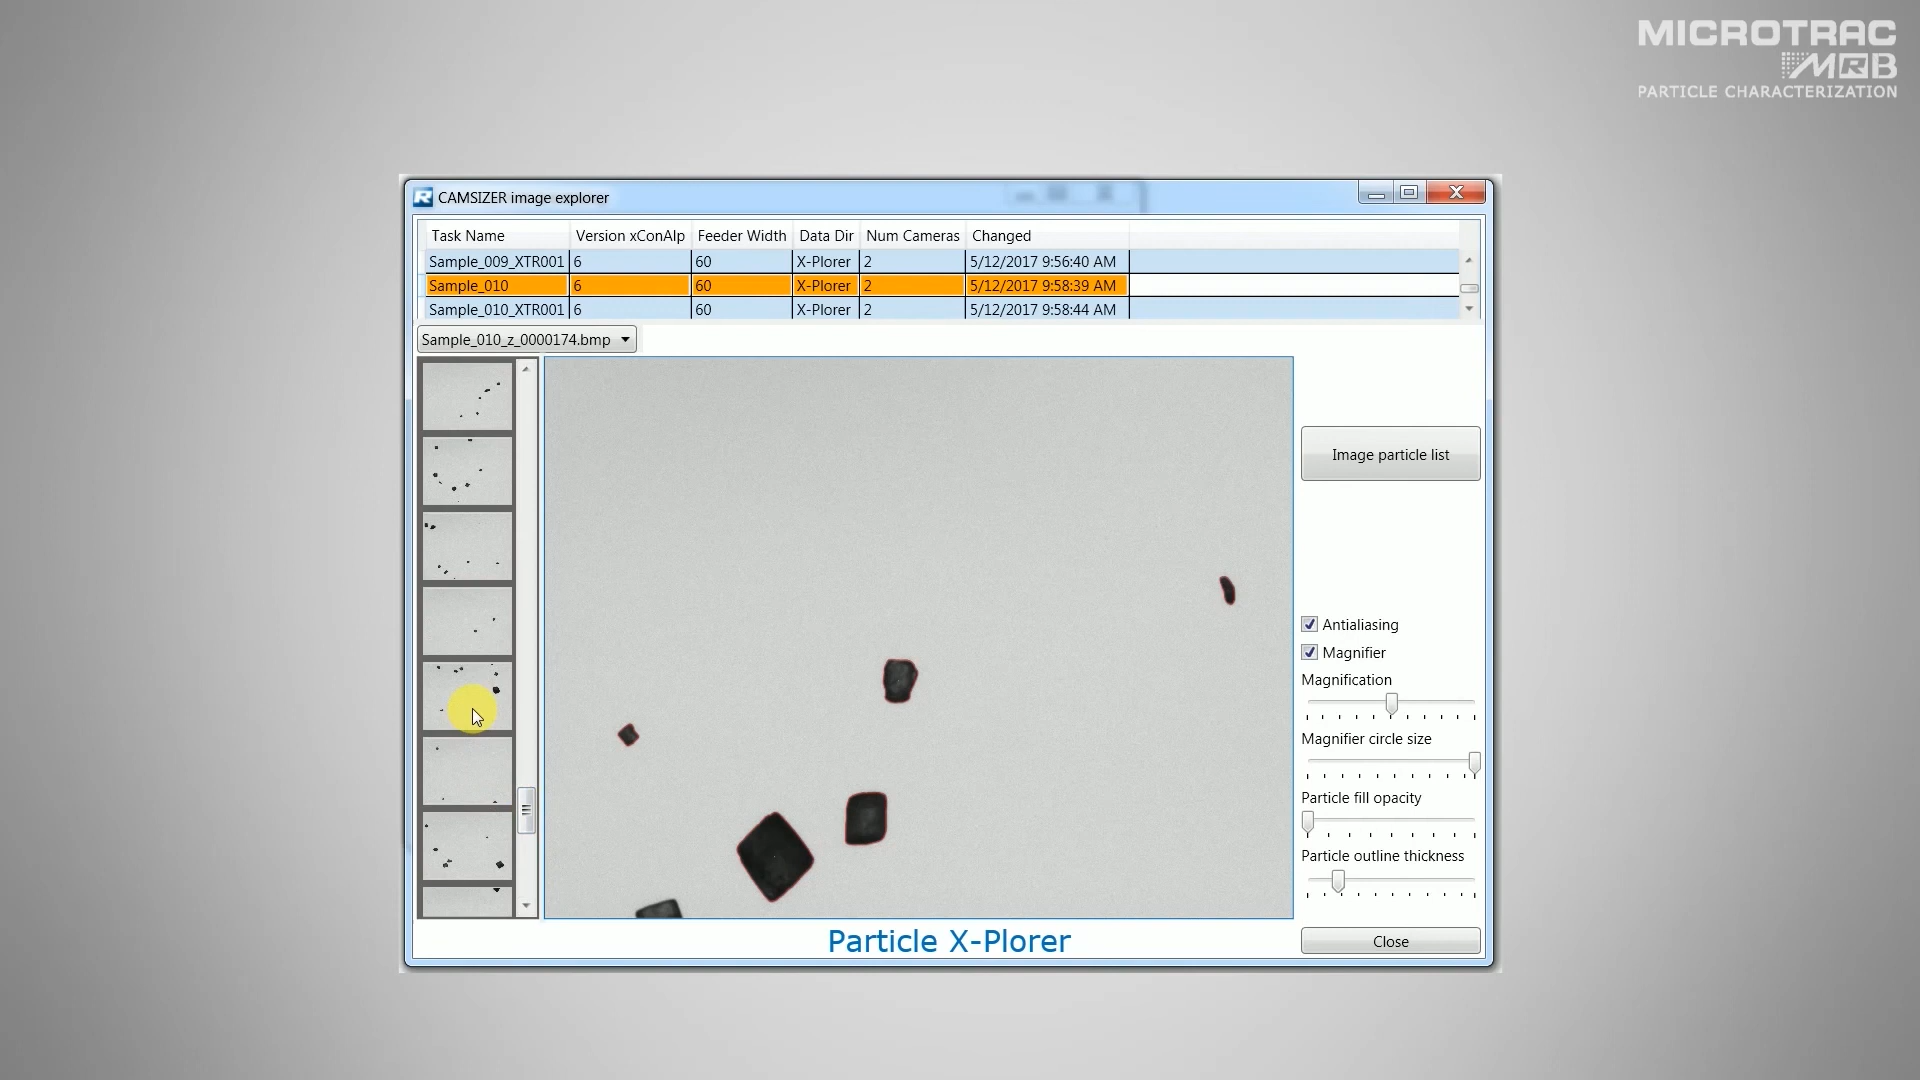 MICROTRAC
MRB
PARTICLE CHARACTERIZATION
CAMSIZER image explorer
Task Name Version xConAlp Feeder Width Data Dir Num Cameras Changed
Sample_009_XTR001 6 60 X-Plorer 2 5/12/2017 9:56:40 AM
Sample_010 6 60 X-Plorer 2 5/12/2017 9:58:39 AM
Sample_010_XTR001 6 60 X-Plorer 2 5/12/2017 9:58:44 AM
Sample_010_z_0000174.bmp
Image particle list
Antialiasing
Magnifier
Magnification
Magnifier circle size
Particle fill opacity
Particle outline thickness
Particle X-Plorer
Close